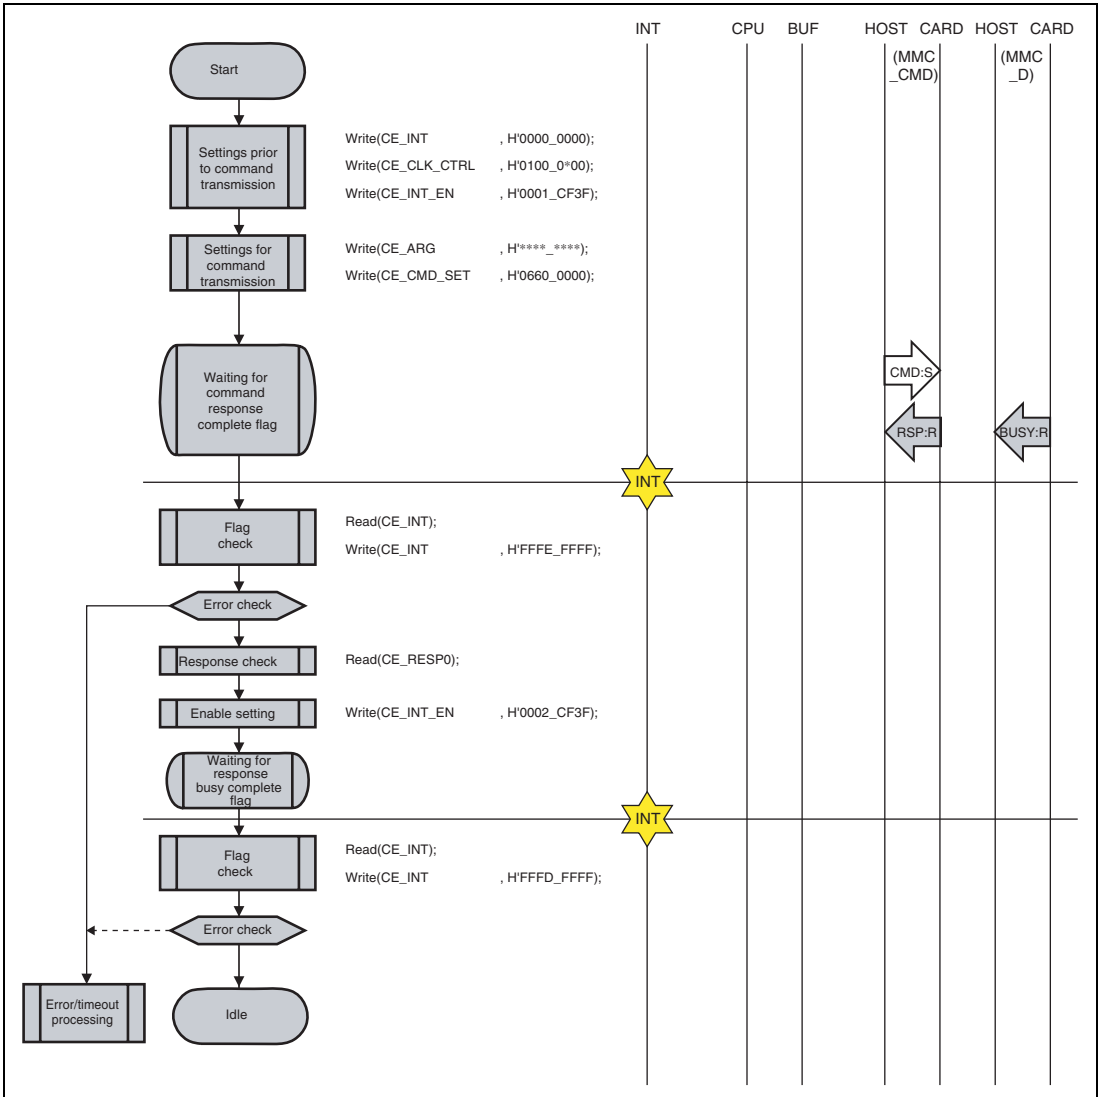 INT CPU BUF HOST CARD HOST CARD
(MMC
_CMD)
(MMC
_D)
Start
Settings prior
to command
transmission
Write(CE_INT , H'0000_0000);
Write(CE_CLK_CTRL , H'0100_0*00);
Write(CE_INT_EN , H'0001_CF3F);
Settings for
command
transmission
Write(CE_ARG , H'****_****);
Write(CE_CMD_SET , H'0660_0000);
Waiting for
command
response
complete flag
CMD:S
RSP:R
BUSY:R
INT
Flag
check
Read(CE_INT);
Write(CE_INT , H'FFFE_FFFF);
Error check
Response check
Read(CE_RESP0);
Enable setting
Write(CE_INT_EN , H'0002_CF3F);
Waiting for
response
busy complete
flag
INT
Flag
check
Read(CE_INT);
Write(CE_INT , H'FFFD_FFFF);
Error check
Error/timeout
processing
Idle